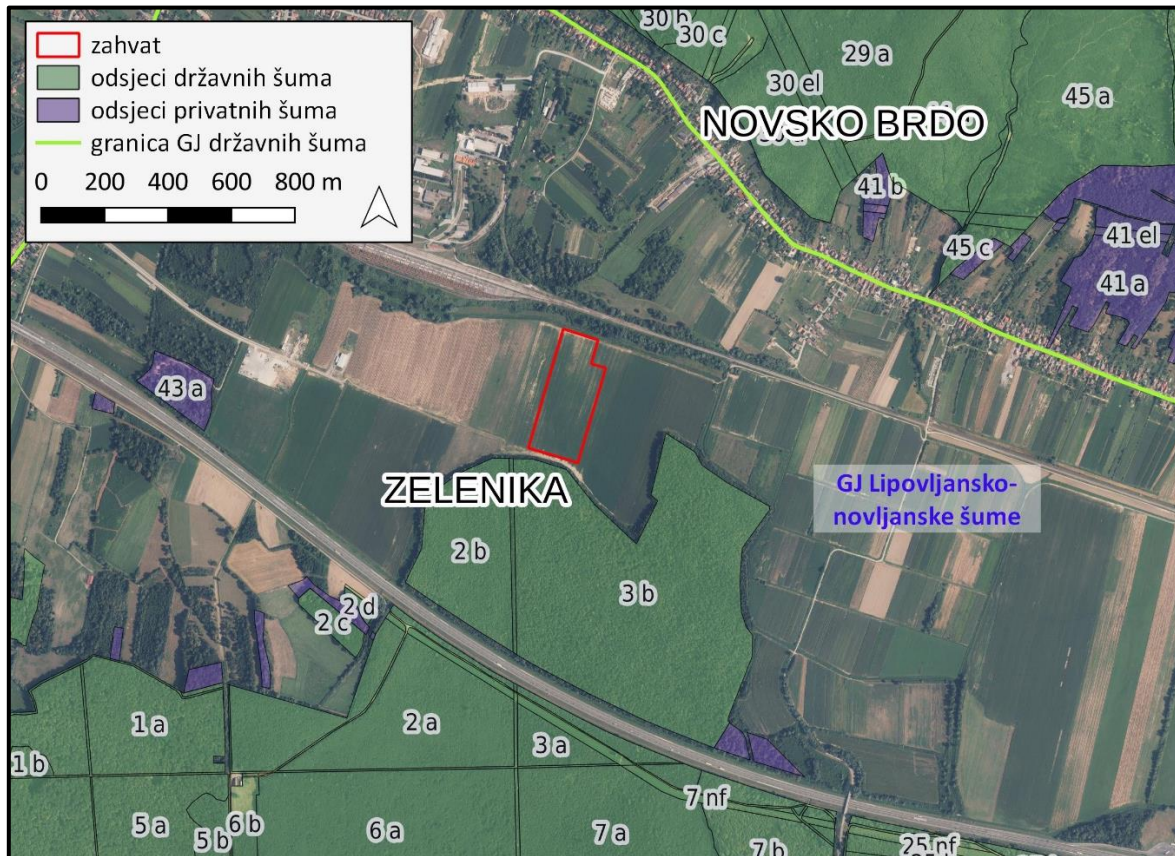 zahvat
odsjeci državnih šuma
odsjeci privatnih šuma
granica GJ državnih šuma
0 200 400 600 800 m
30 b
30 c
29 a
30 el
45 a
NOVSKO BRDO
41 b
45 c
41 el
41 a
43 a
ZELENIKA
GJ Lipovljansko-
novljanske šume
2 b
3 b
2 d
2 c
1 a
2 a
3 a
1 b
7 nf
5 a
5 b
6 b
6 a
7 a
7 b
25 nf